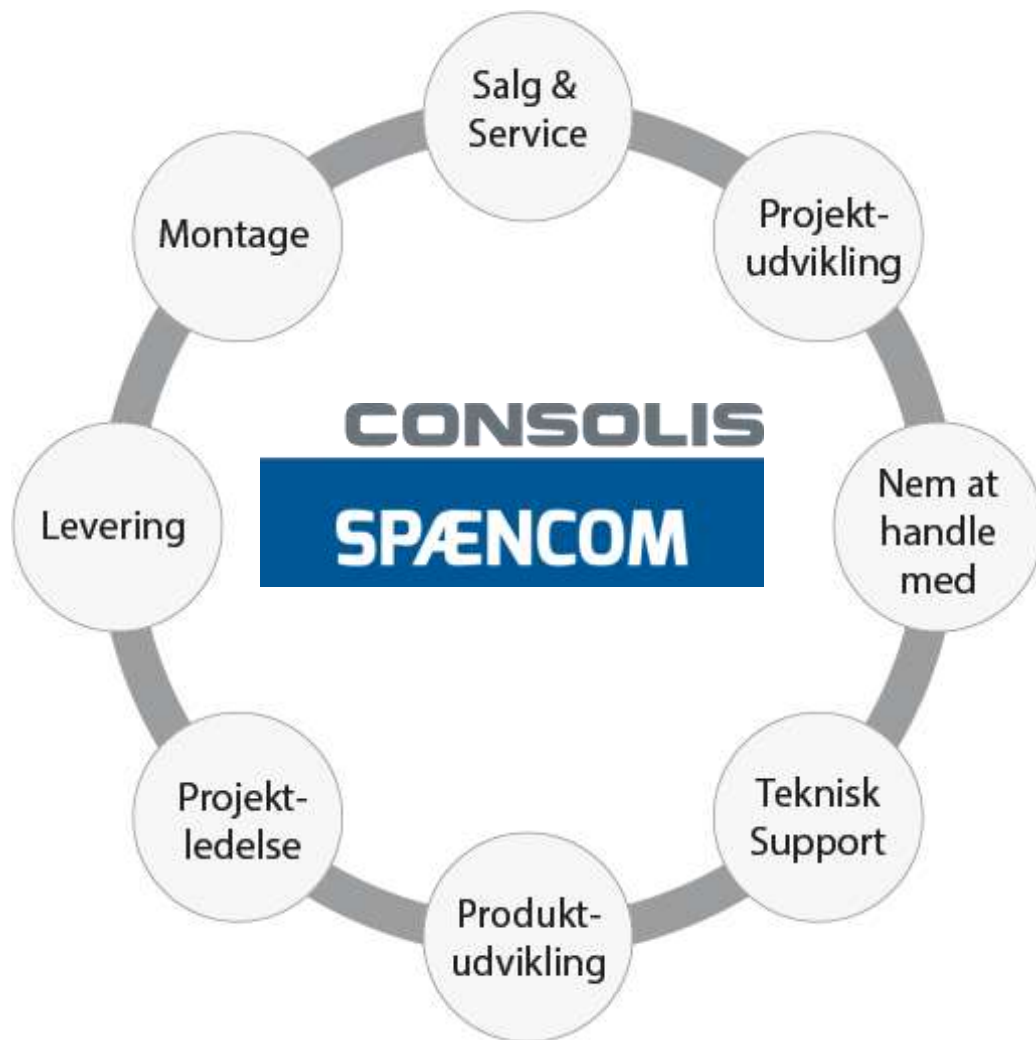 Salg &
Service
Projekt-
udvikling
Nem at
handle
med
Teknisk
Support
Produkt-
udvikling
Projekt-
ledelse
Levering
Montage
CONSOLIS
SPÆNCOM